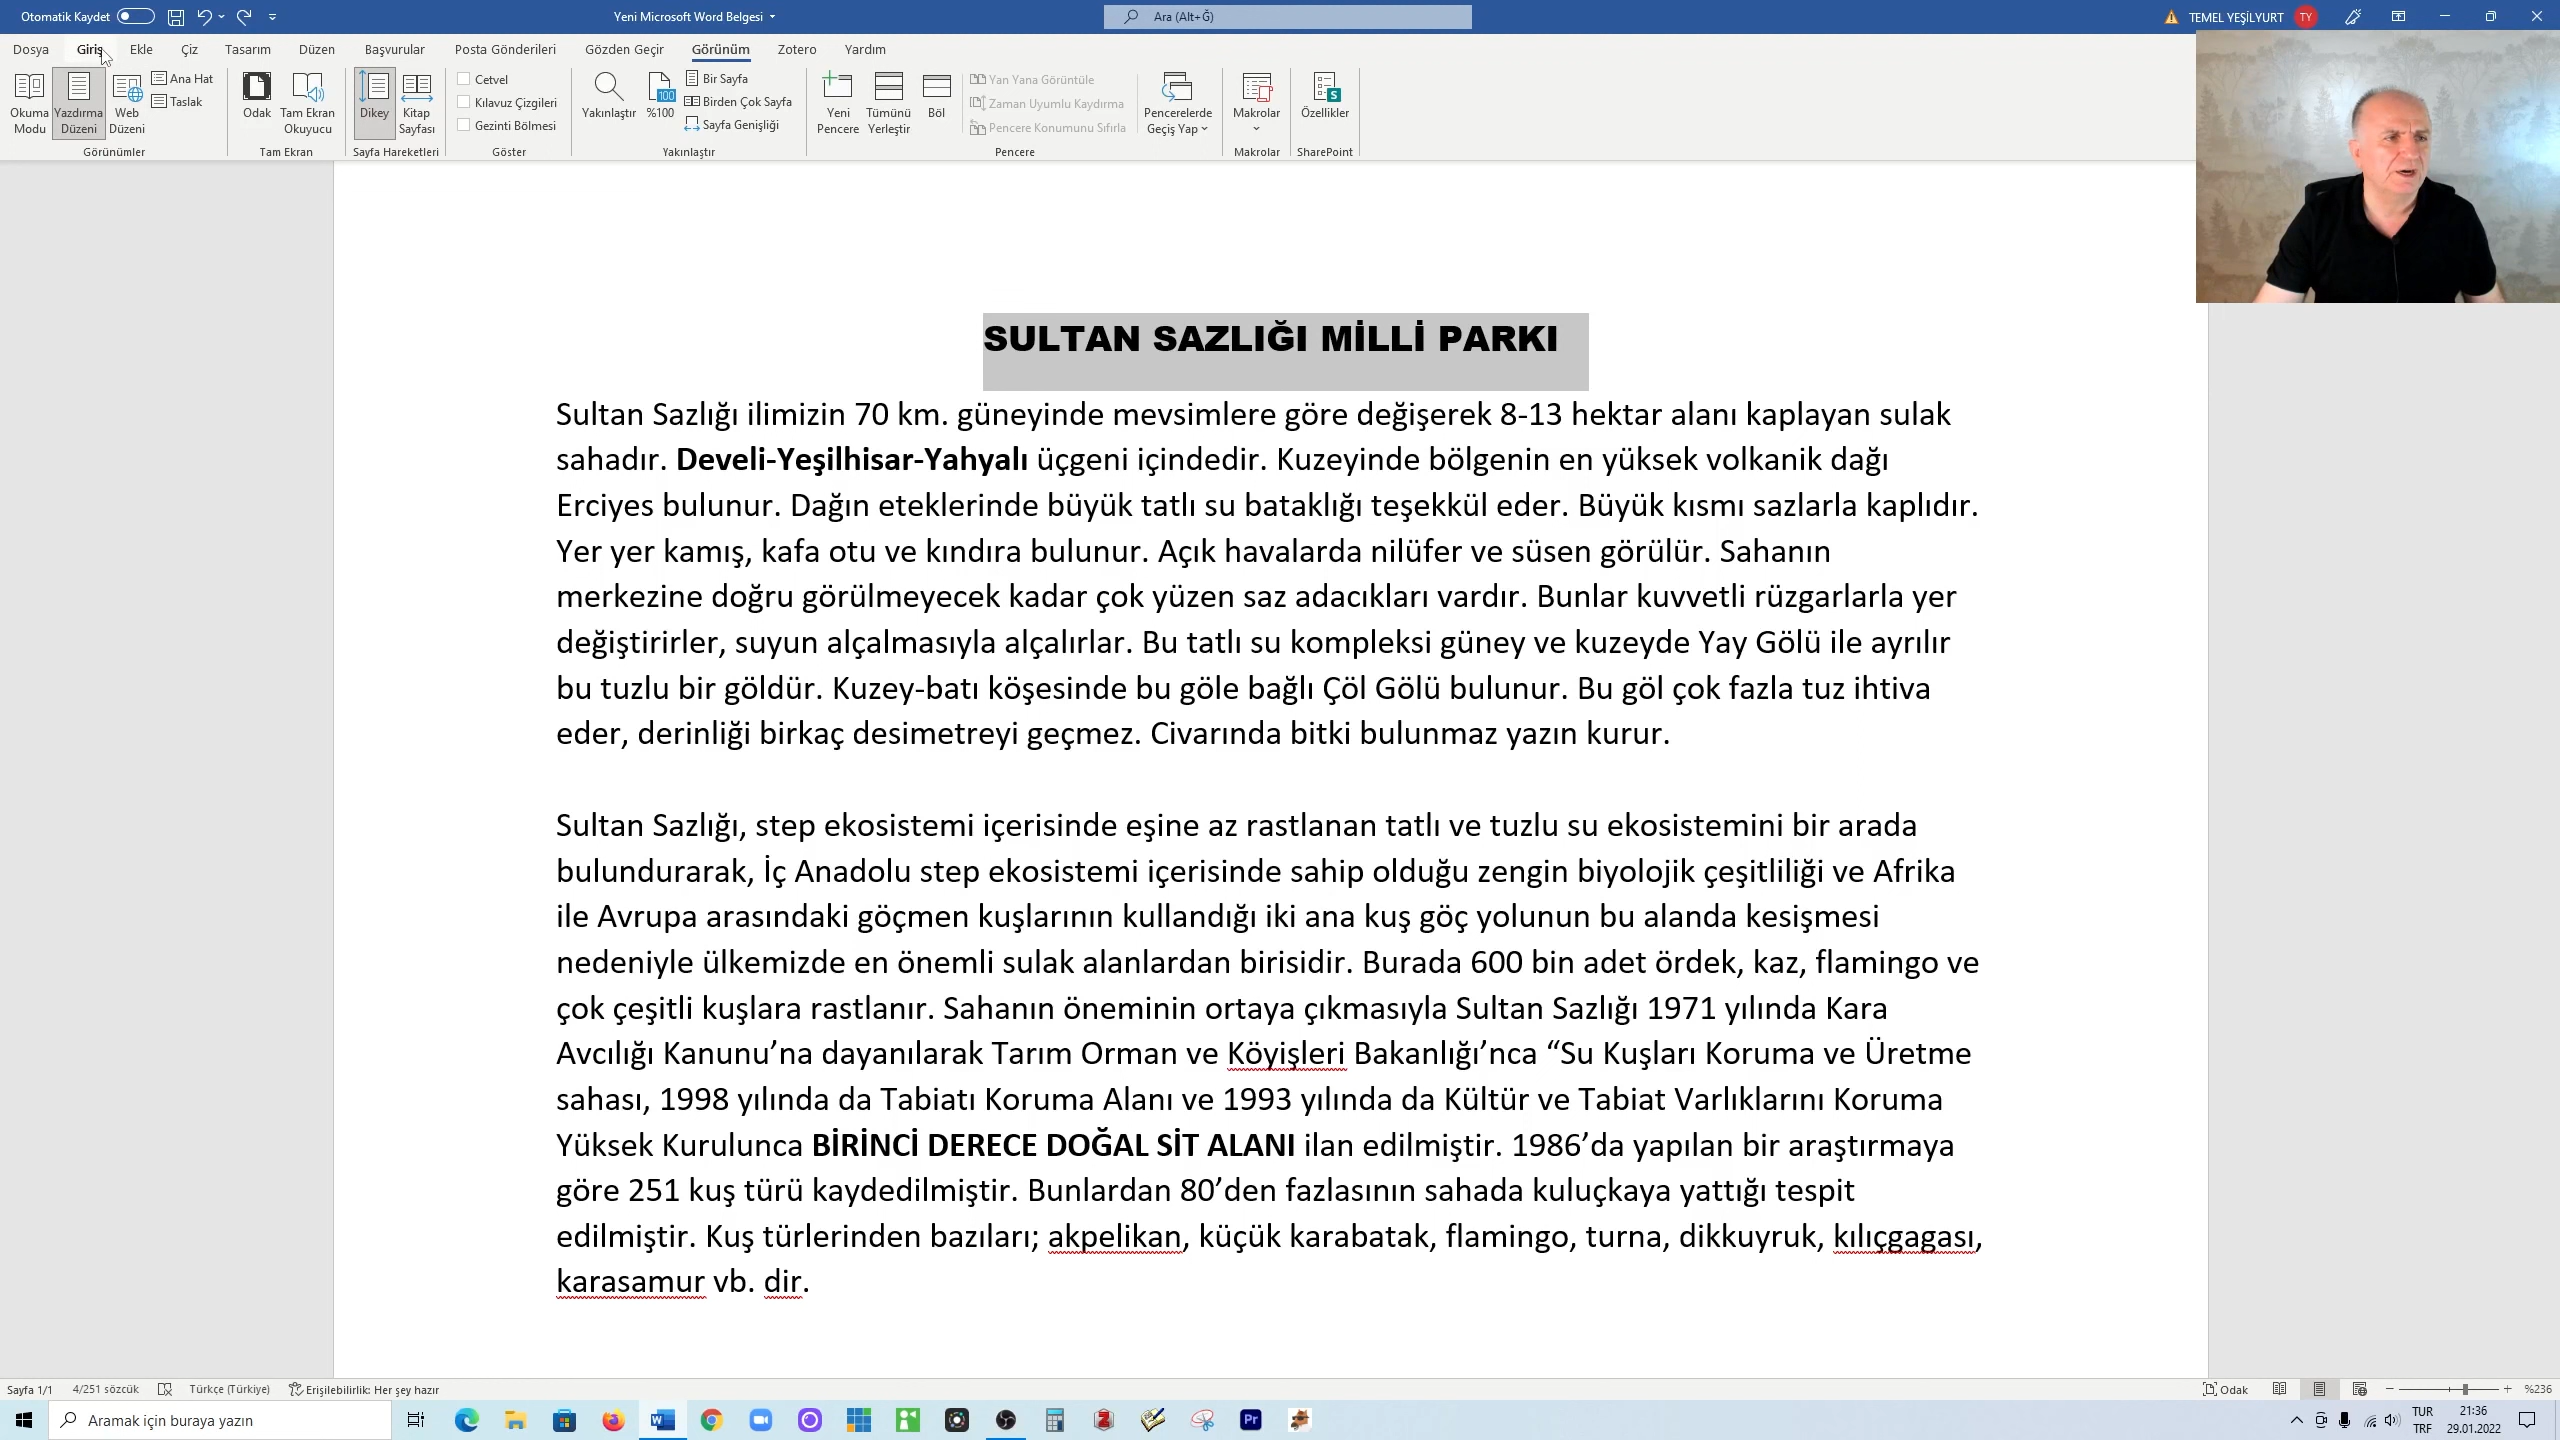 Otomatik Kaydet
Yeni Microsoft Word Belgesi
Ara (Alt+Ğ)
TEMEL YEŞİLYURT TY
Dosya Giriş Ekle Çiz Tasarım Düzen Başvurular Posta Gönderileri Gözden Geçir Görünüm Zotero Yardım
Okuma Modu
Yazdırma Düzeni
Web Düzeni
Ana Hat
Taslak
Görünümler
Odak
Tam Ekran Okuyucu
Tam Ekran
Dikey
Kitap Sayfası
Sayfa Hareketleri
Cetvel
Kılavuz Çizgileri
Gezinti Bölmesi
Göster
Yakınlaştır
100
%100
Bir Sayfa
Birden Çok Sayfa
Sayfa Genişliği
Yakınlaştır
Yeni Pencere
Tümünü Yerleştir
Böl
Yan Yana Görüntüle
Zaman Uyumlu Kaydırma
Pencere Konumunu Sıfırla
Pencerelerde Geçiş Yap
Pencere
Makrolar
Makrolar
S
Özellikler
SharePoint
SULTAN SAZLIĞI MİLLİ PARKI
Sultan Sazlığı ilimizin 70 km. güneyinde mevsimlere göre değişerek 8-13 hektar alanı kaplayan sulak
sahadır. Develi-Yeşilhisar-Yahyalı üçgeni içindedir. Kuzeyinde bölgenin en yüksek volkanik dağı
Erciyes bulunur. Dağın eteklerinde büyük tatlı su bataklığı teşekkül eder. Büyük kısmı sazlarla kaplıdır.
Yer yer kamış, kafa otu ve kındıra bulunur. Açık havalarda nilüfer ve süsen görülür. Sahanın
merkezine doğru görülmeyecek kadar çok yüzen saz adacıkları vardır. Bunlar kuvvetli rüzgarlarla yer
değiştirirler, suyun alçalmasıyla alçalırlar. Bu tatlı su kompleksi güney ve kuzeyde Yay Gölü ile ayrılır
bu tuzlu bir göldür. Kuzey-batı köşesinde bu göle bağlı Çöl Gölü bulunur. Bu göl çok fazla tuz ihtiva
eder, derinliği birkaç desimetreyi geçmez. Civarında bitki bulunmaz yazın kurur.
Sultan Sazlığı, step ekosistemi içerisinde eşine az rastlanan tatlı ve tuzlu su ekosistemini bir arada
bulundurarak, İç Anadolu step ekosistemi içerisinde sahip olduğu zengin biyolojik çeşitliliği ve Afrika
ile Avrupa arasındaki göçmen kuşlarının kullandığı iki ana kuş göç yolunun bu alanda kesişmesi
nedeniyle ülkemizde en önemli sulak alanlardan birisidir. Burada 600 bin adet ördek, kaz, flamingo ve
çok çeşitli kuşlara rastlanır. Sahanın öneminin ortaya çıkmasıyla Sultan Sazlığı 1971 yılında Kara
Avcılığı Kanunu’na dayanılarak Tarım Orman ve Köyişleri Bakanlığı’nca “Su Kuşları Koruma ve Üretme
sahası, 1998 yılında da Tabiatı Koruma Alanı ve 1993 yılında da Kültür ve Tabiat Varlıklarını Koruma
Yüksek Kurulunca BİRİNCİ DERECE DOĞAL SİT ALANI ilan edilmiştir. 1986’da yapılan bir araştırmaya
göre 251 kuş türü kaydedilmiştir. Bunlardan 80’den fazlasının sahada kuluçkaya yattığı tespit
edilmiştir. Kuş türlerinden bazıları; akpelikan, küçük karabatak, flamingo, turna, dikkuyruk, kılıçgagası,
karasamur vb. dir.
Sayfa 1/1 4/251 sözcük Türkçe (Türkiye) Erişilebilirlik: Her şey hazır
Odak
%236
Aramak için buraya yazın
W
Z
Pr
TUR
TRF
21:36
29.01.2022